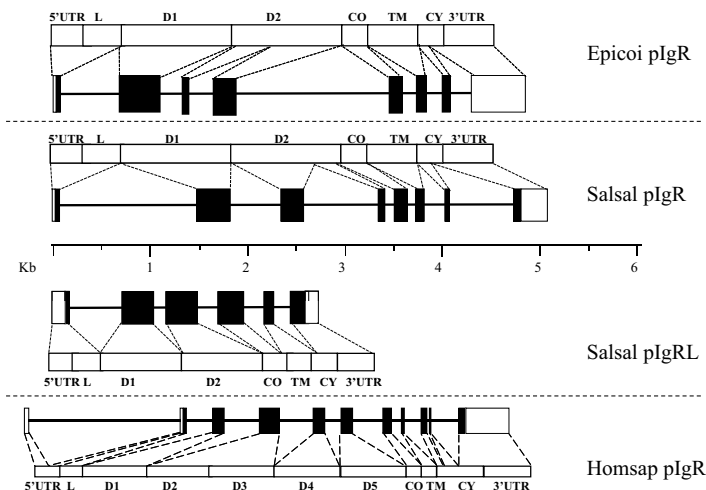 5'UTR L D1 D2 CO TM CY 3'UTR
Epicoi pIgR
5'UTR L D1 D2 CO TM CY 3'UTR
Salsal pIgR
Kb 1 2 3 4 5 6
Salsal pIgRL
5'UTR L D1 D2 CO TM CY 3'UTR
Homsap pIgR
5'UTR L D1 D2 D3 D4 D5 CO TM CY 3'UTR